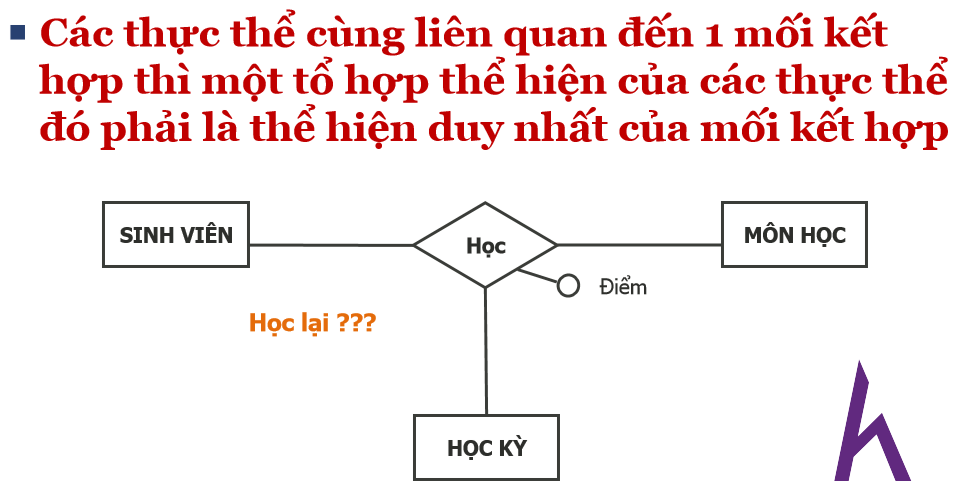 Các thực thể cùng liên quan đến 1 mối kết
hợp thì một tổ hợp thể hiện của các thực thể
đó phải là thể hiện duy nhất của mối kết hợp
SINH VIÊN
Học
MÔN HỌC
Điểm
Học lại ???
HỌC KỲ